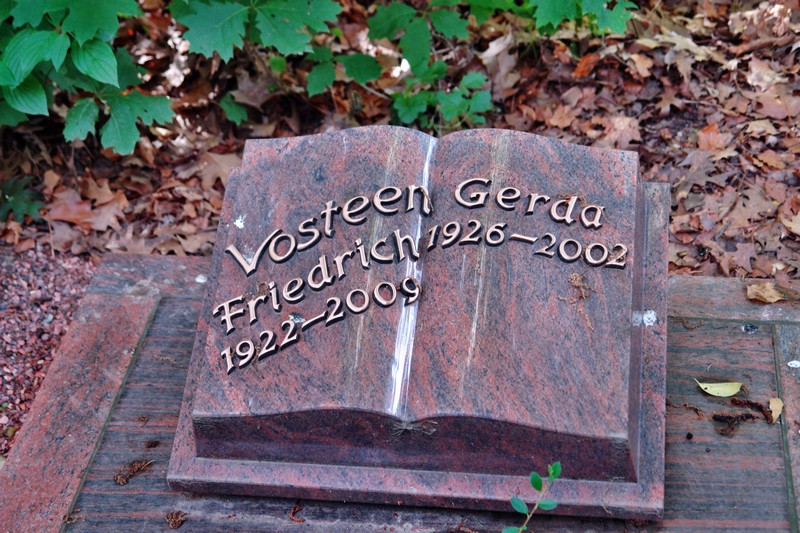 Vosteen
Friedrich
1922–2009
Gerda
1926–2002